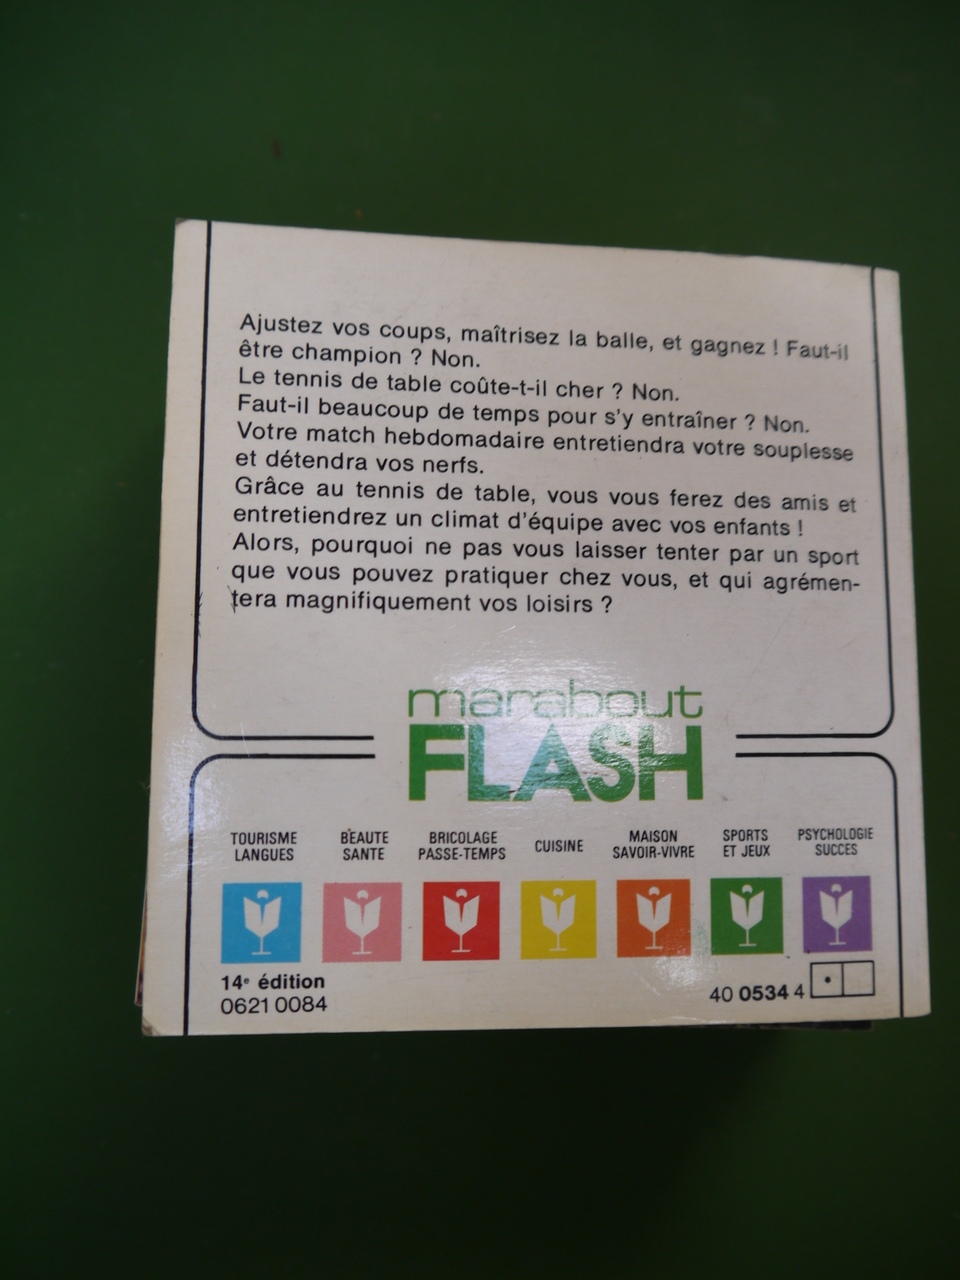 Ajustez vos coups, maîtrisez la balle, et gagnez ! Faut-il
être champion ? Non.
Le tennis de table coûte-t-il cher ? Non.
Faut-il beaucoup de temps pour s'y entraîner ? Non.
Votre match hebdomadaire entretiendra votre souplesse
et détendra vos nerfs.
Grâce au tennis de table, vous vous ferez des amis et
entretiendrez un climat d'équipe avec vos enfants !
Alors, pourquoi ne pas vous laisser tenter par un sport
que vous pouvez pratiquer chez vous, et qui agrémen-
tera magnifiquement vos loisirs ?
marabout
FLASH
TOURISME
LANGUES
BEAUTE
SANTE
BRICOLAGE
PASSE-TEMPS
CUISINE
MAISON
SAVOIR-VIVRE
SPORTS
ET JEUX
PSYCHOLOGIE
SUCCES
14e édition
0621 0084
40 0534 4